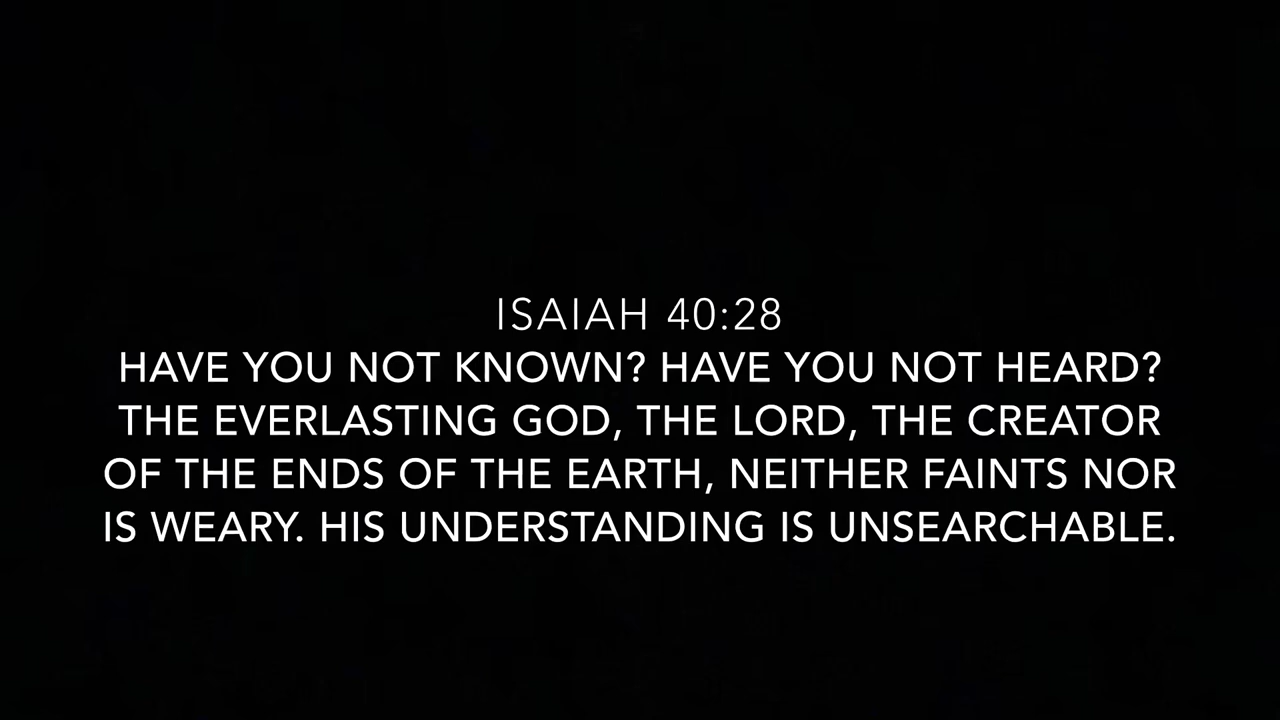 ISAIAH 40:28
HAVE YOU NOT KNOWN? HAVE YOU NOT HEARD?
THE EVERLASTING GOD, THE LORD, THE CREATOR
OF THE ENDS OF THE EARTH, NEITHER FAINTS NOR
IS WEARY. HIS UNDERSTANDING IS UNSEARCHABLE.